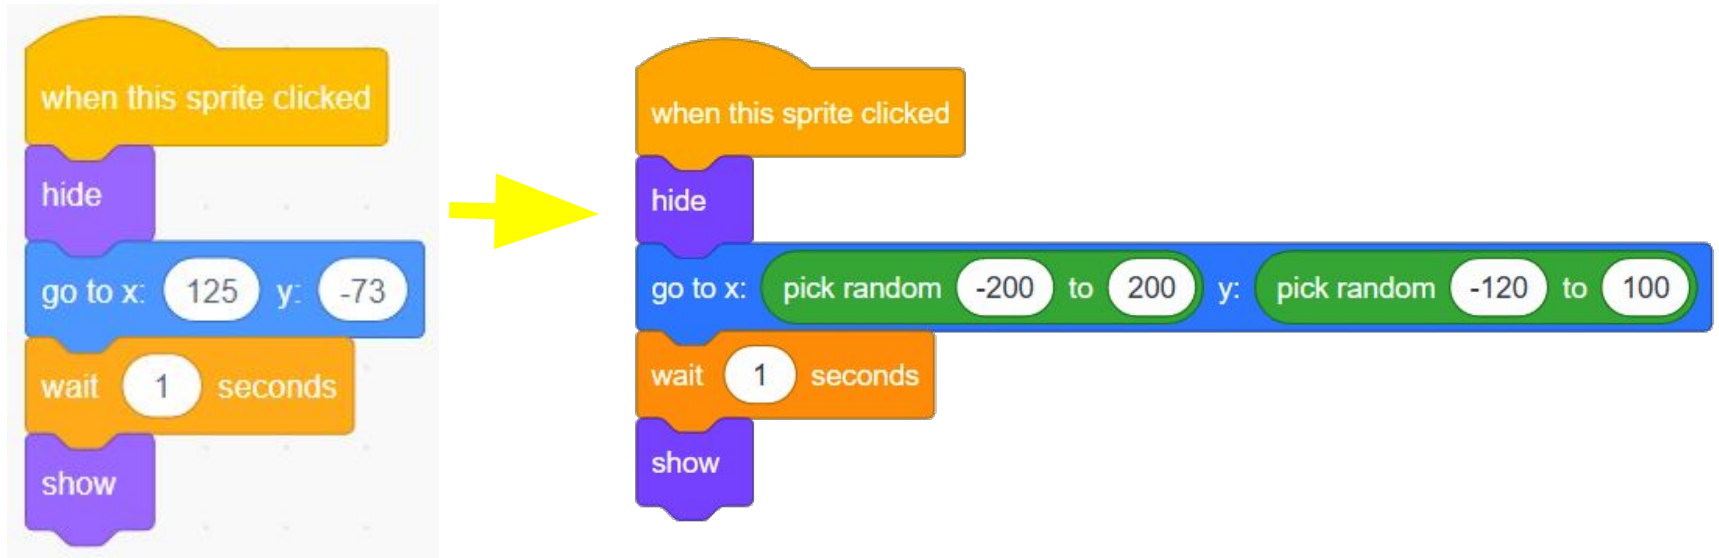 when this sprite clicked
hide
go to x: 125 y: -73
wait 1 seconds
show
when this sprite clicked
hide
go to x: pick random -200 to 200 y: pick random -120 to 100
wait 1 seconds
show